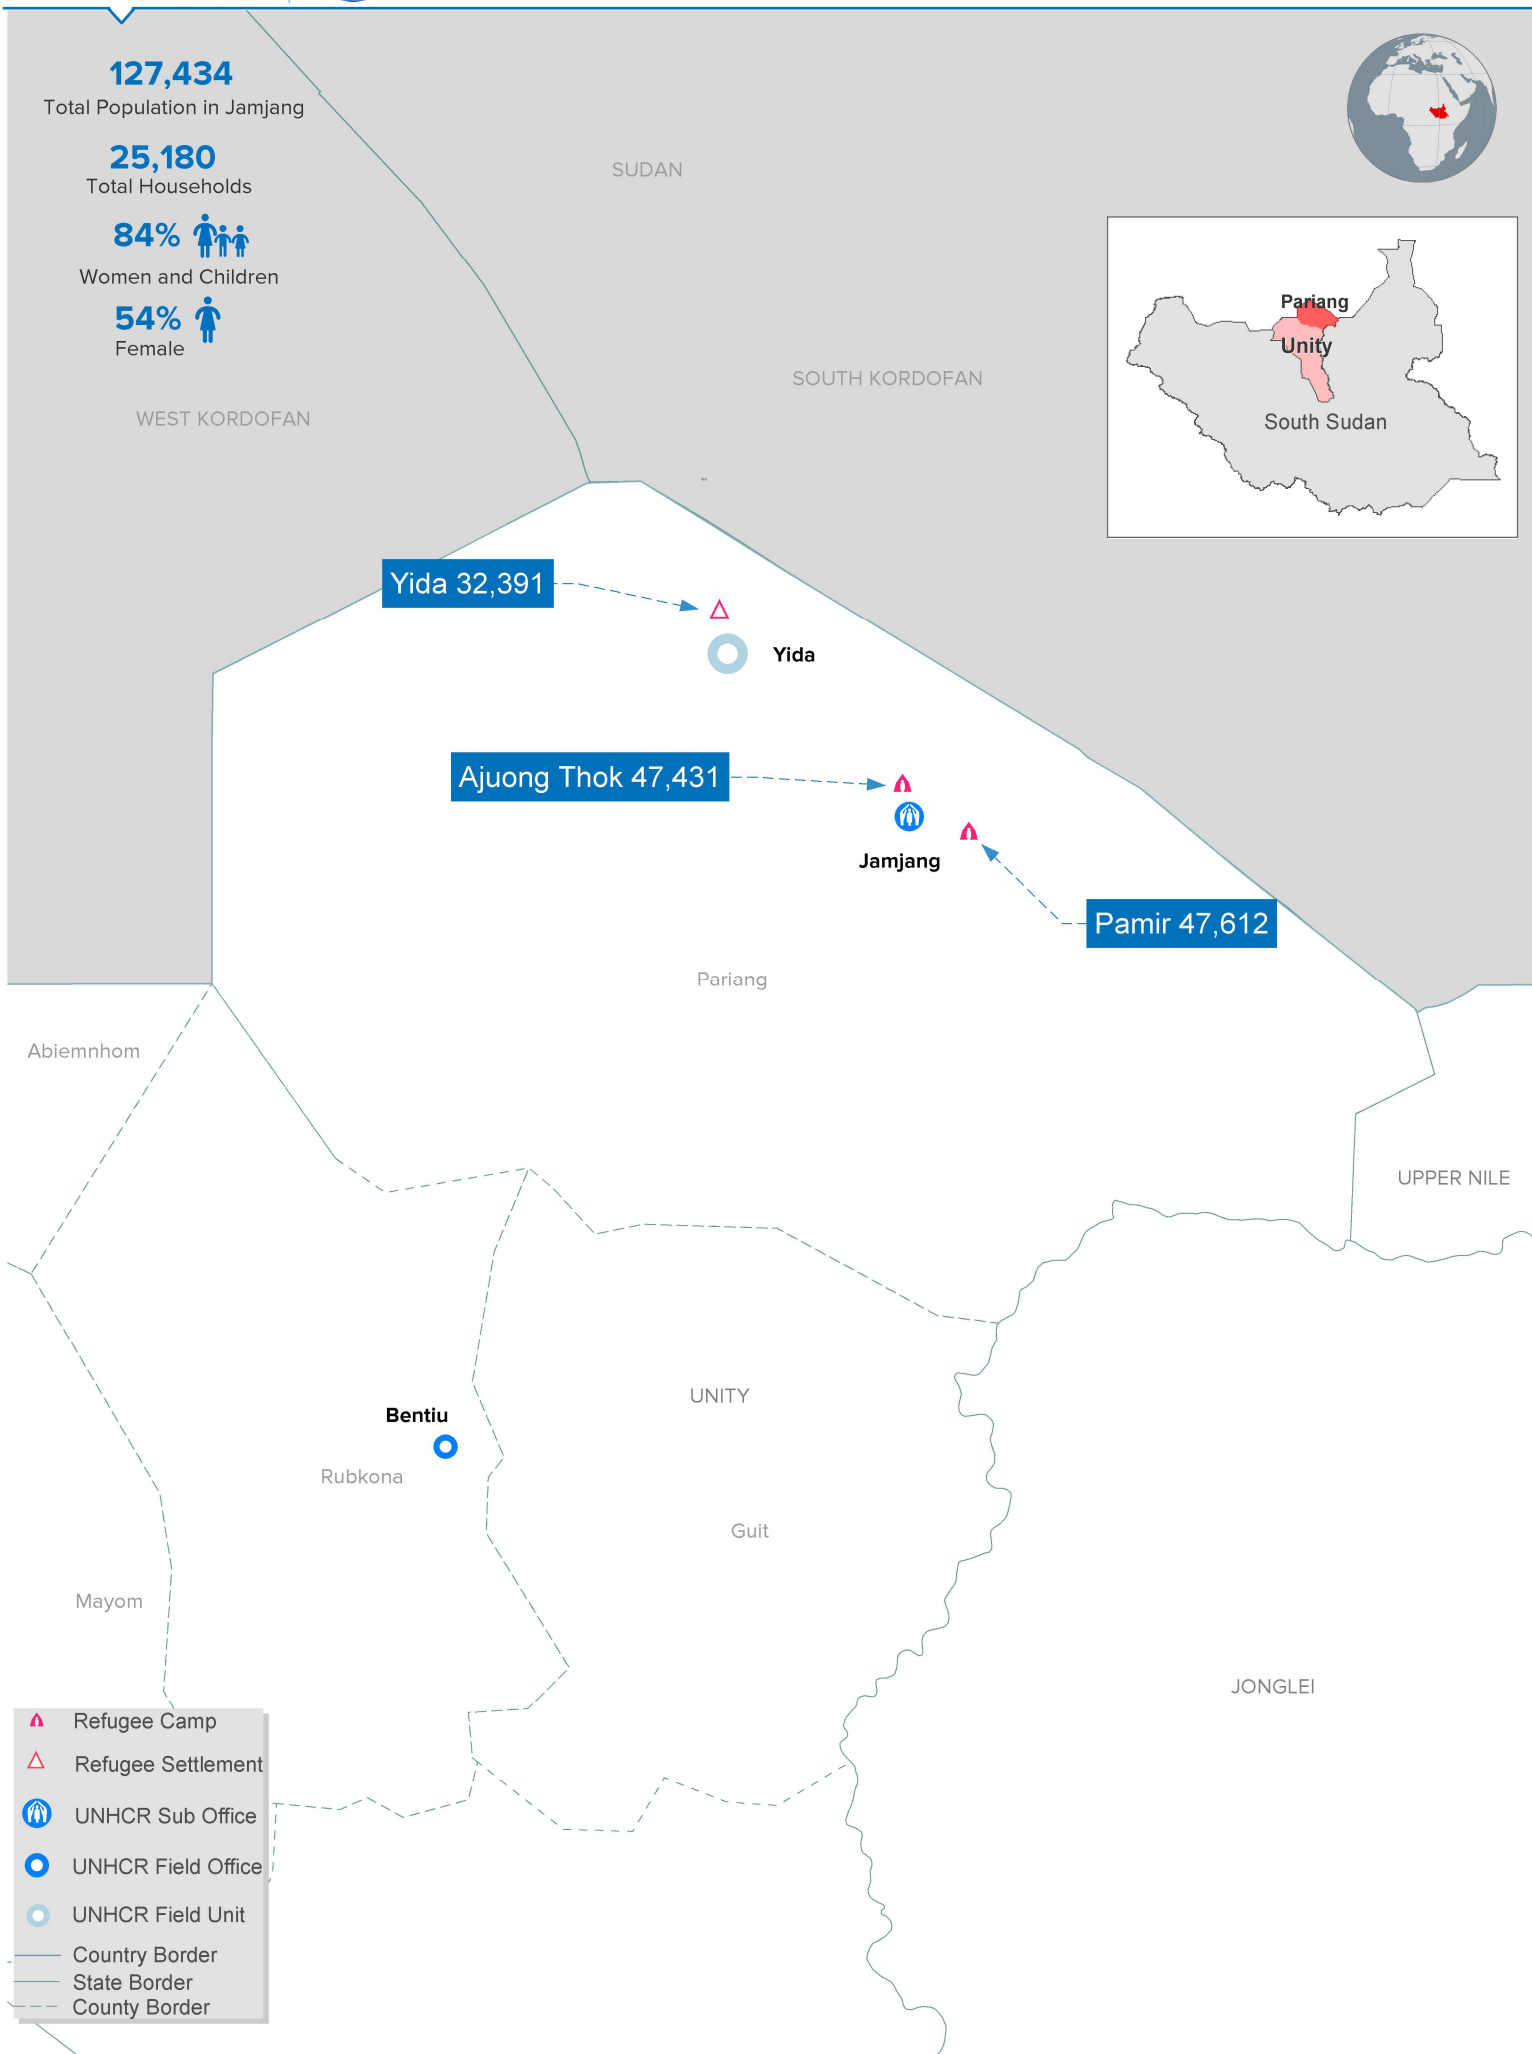 127,434
Total Population in Jamjang
25,180
Total Households
84%
Women and Children
54%
Female
SUDAN
WEST KORDOFAN
SOUTH KORDOFAN
Pariang
Unity
South Sudan
Yida 32,391
Yida
Ajuong Thok 47,431
Jamjang
Pamir 47,612
Pariang
Abiemnhom
UPPER NILE
UNITY
Bentiu
Rubkona
Guit
Mayom
JONGLEI
Refugee Camp
Refugee Settlement
UNHCR Sub Office
UNHCR Field Office
UNHCR Field Unit
Country Border
State Border
County Border